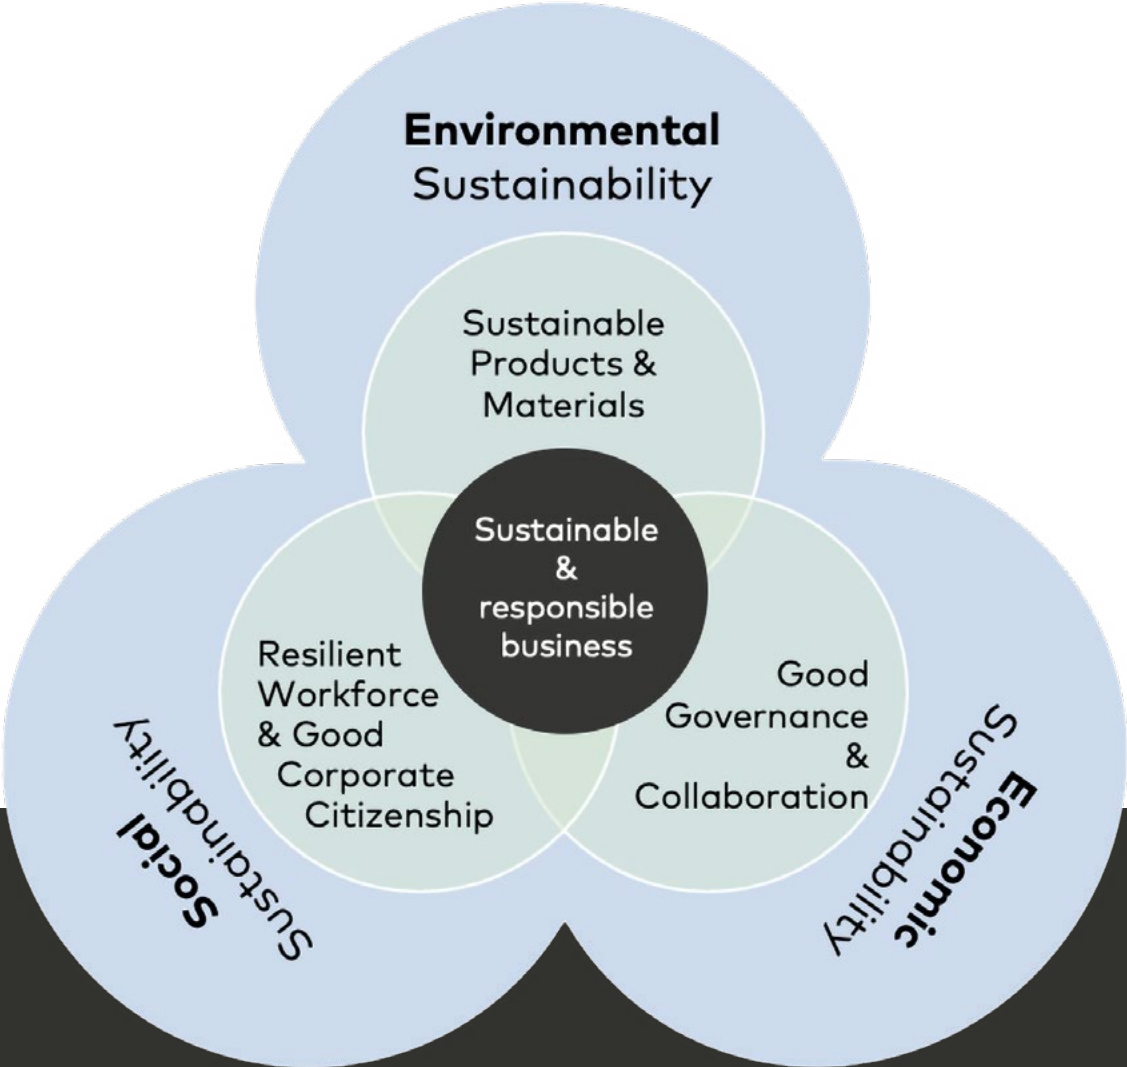 Environmental
Sustainability
Sustainable
Products &
Materials
Sustainable
&
responsible
business
Resilient
Workforce
& Good
Corporate
Citizenship
Good
Governance
&
Collaboration
Social
Sustainability
Economic
Sustainability